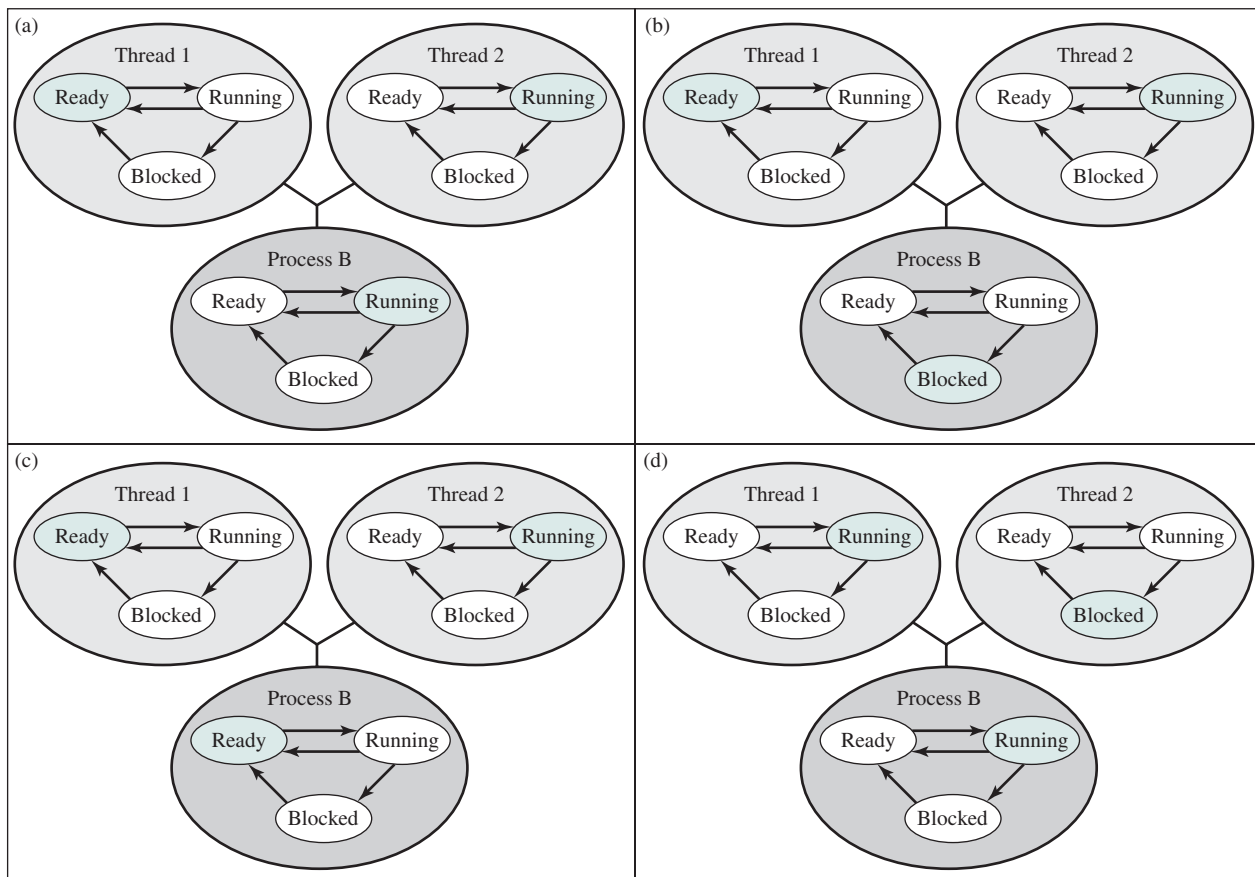 (a)
Thread 1
Ready
Running
Blocked
Thread 2
Ready
Running
Blocked
Process B
Ready
Running
Blocked
(b)
Thread 1
Ready
Running
Blocked
Thread 2
Ready
Running
Blocked
Process B
Ready
Running
Blocked
(c)
Thread 1
Ready
Running
Blocked
Thread 2
Ready
Running
Blocked
Process B
Ready
Running
Blocked
(d)
Thread 1
Ready
Running
Blocked
Thread 2
Ready
Running
Blocked
Process B
Ready
Running
Blocked